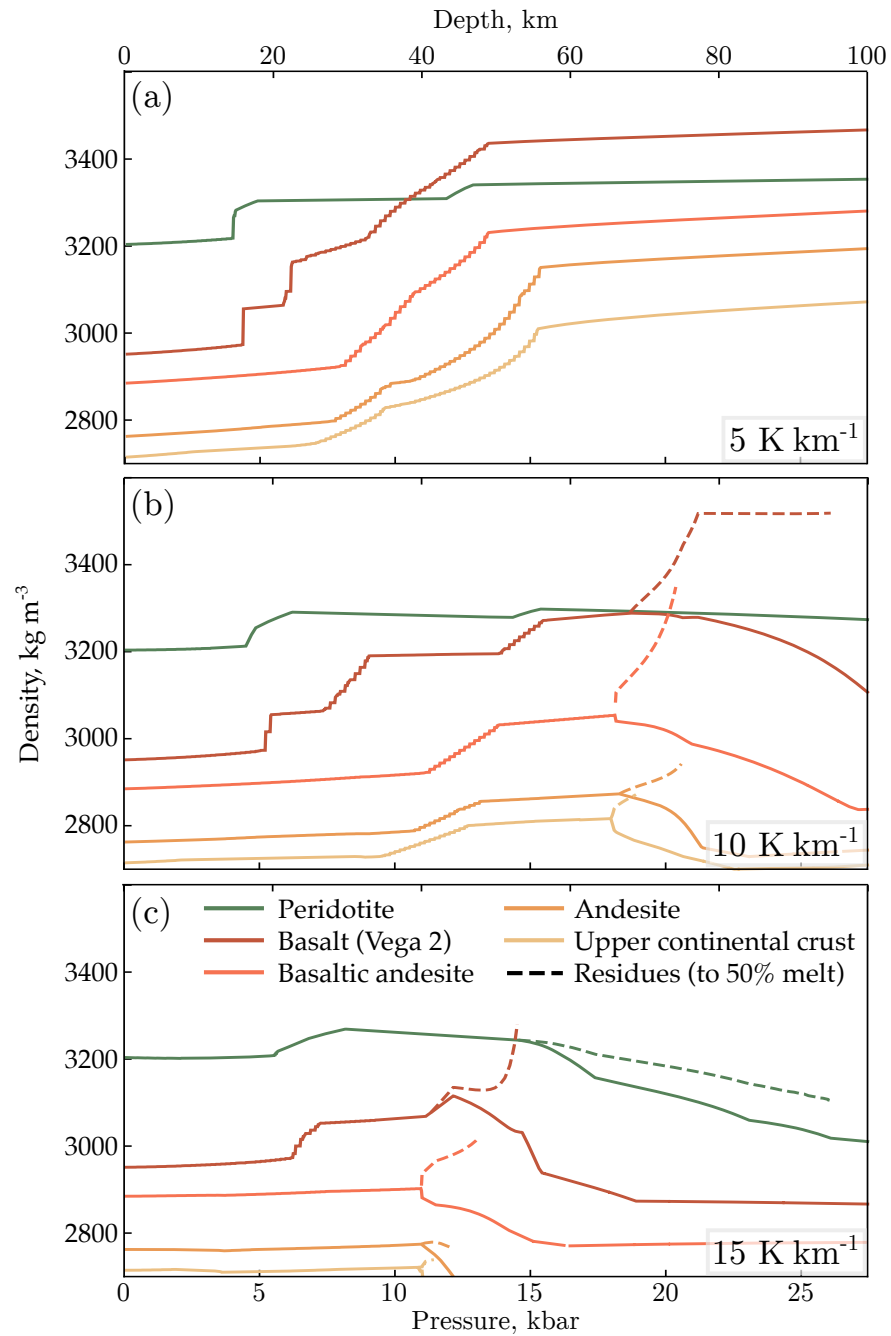 Depth, km
0 20 40 60 80 100
(a)
3400
3200
3000
2800
5 K km-1
(b)
3400
3200
3000
2800
10 K km-1
Density, kg m-3
(c)
Peridotite
Basalt (Vega 2)
Basaltic andesite
Andesite
Upper continental crust
Residues (to 50% melt)
3400
3200
3000
2800
15 K km-1
0 5 10 15 20 25
Pressure, kbar